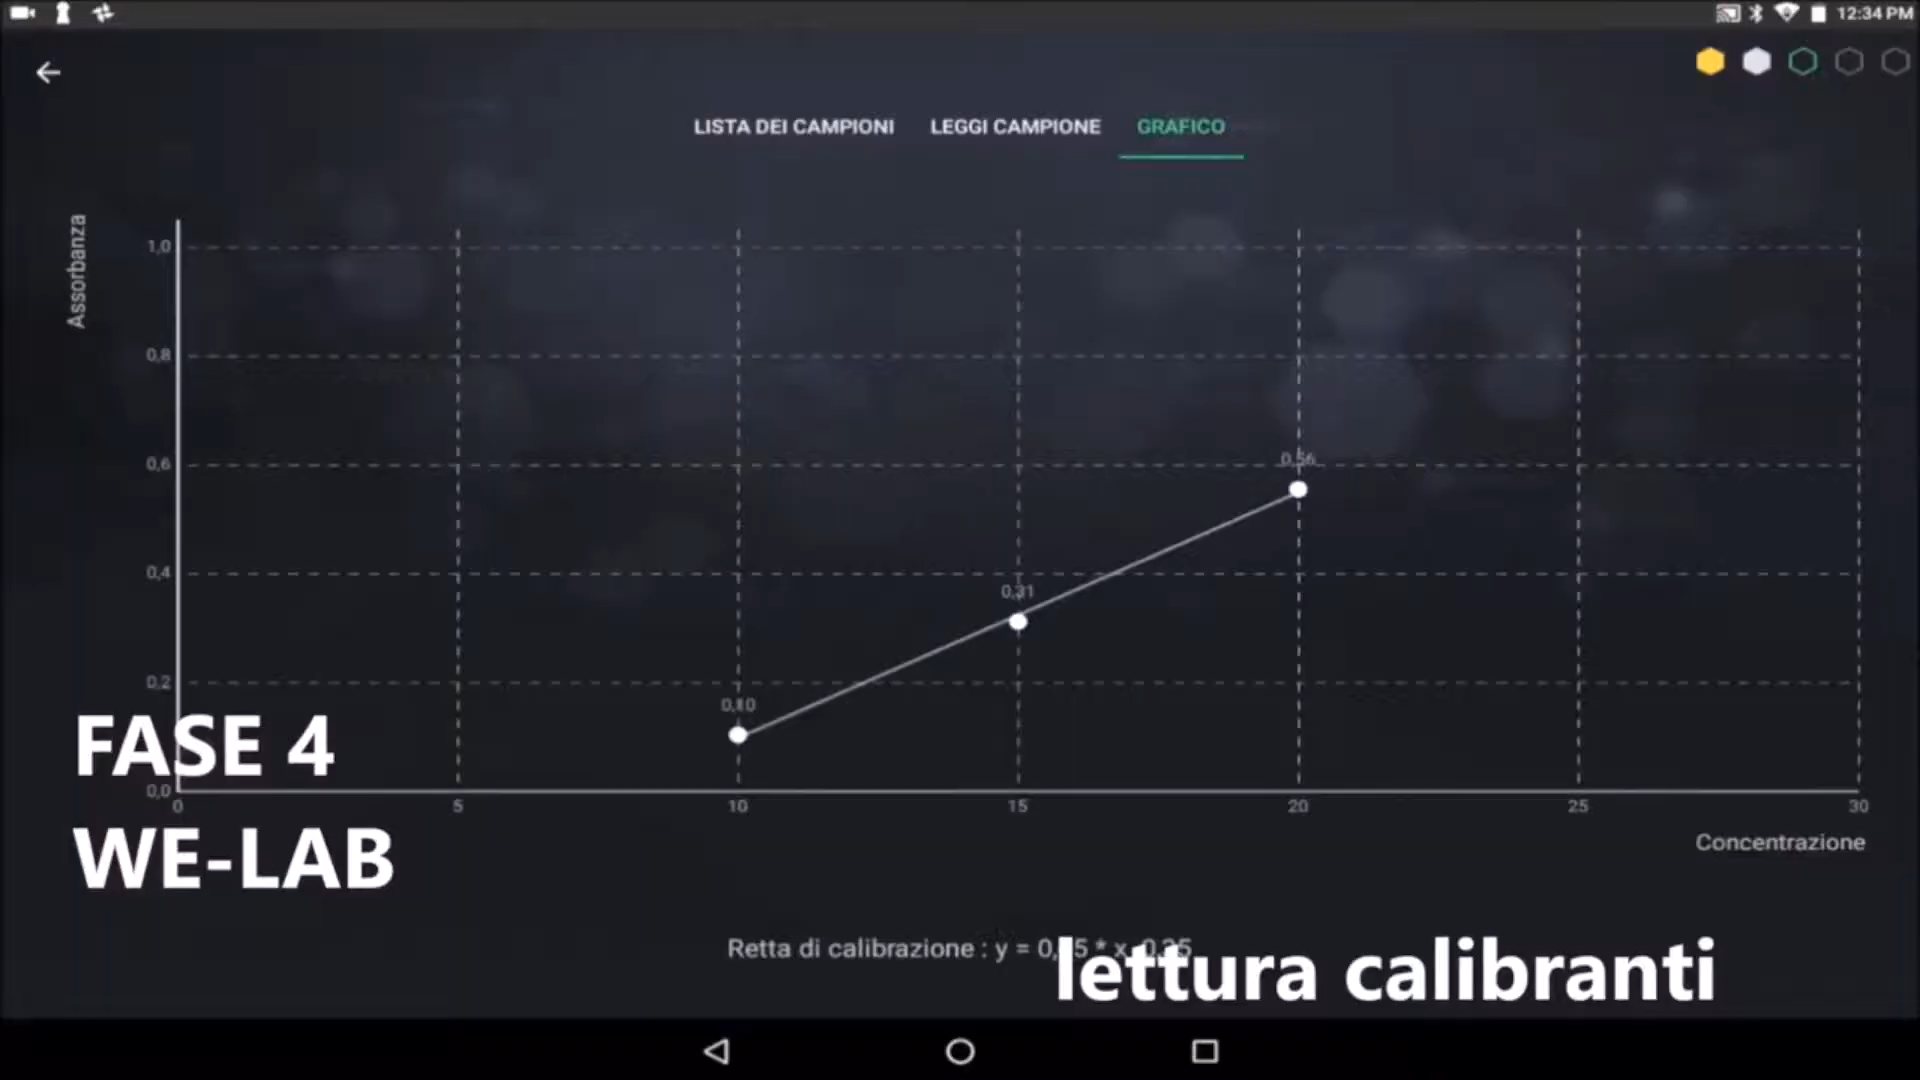 12:34 PM
LISTA DEI CAMPIONI LEGGI CAMPIONE GRAFICO
Assorbanza
1,0
0,8
0,6
0,4
0,2
0,0
0,56
0,31
0,10
0 5 10 15 20 25 30
Concentrazione
FASE 4
WE-LAB
Retta di calibrazione : y =
lettura calibranti